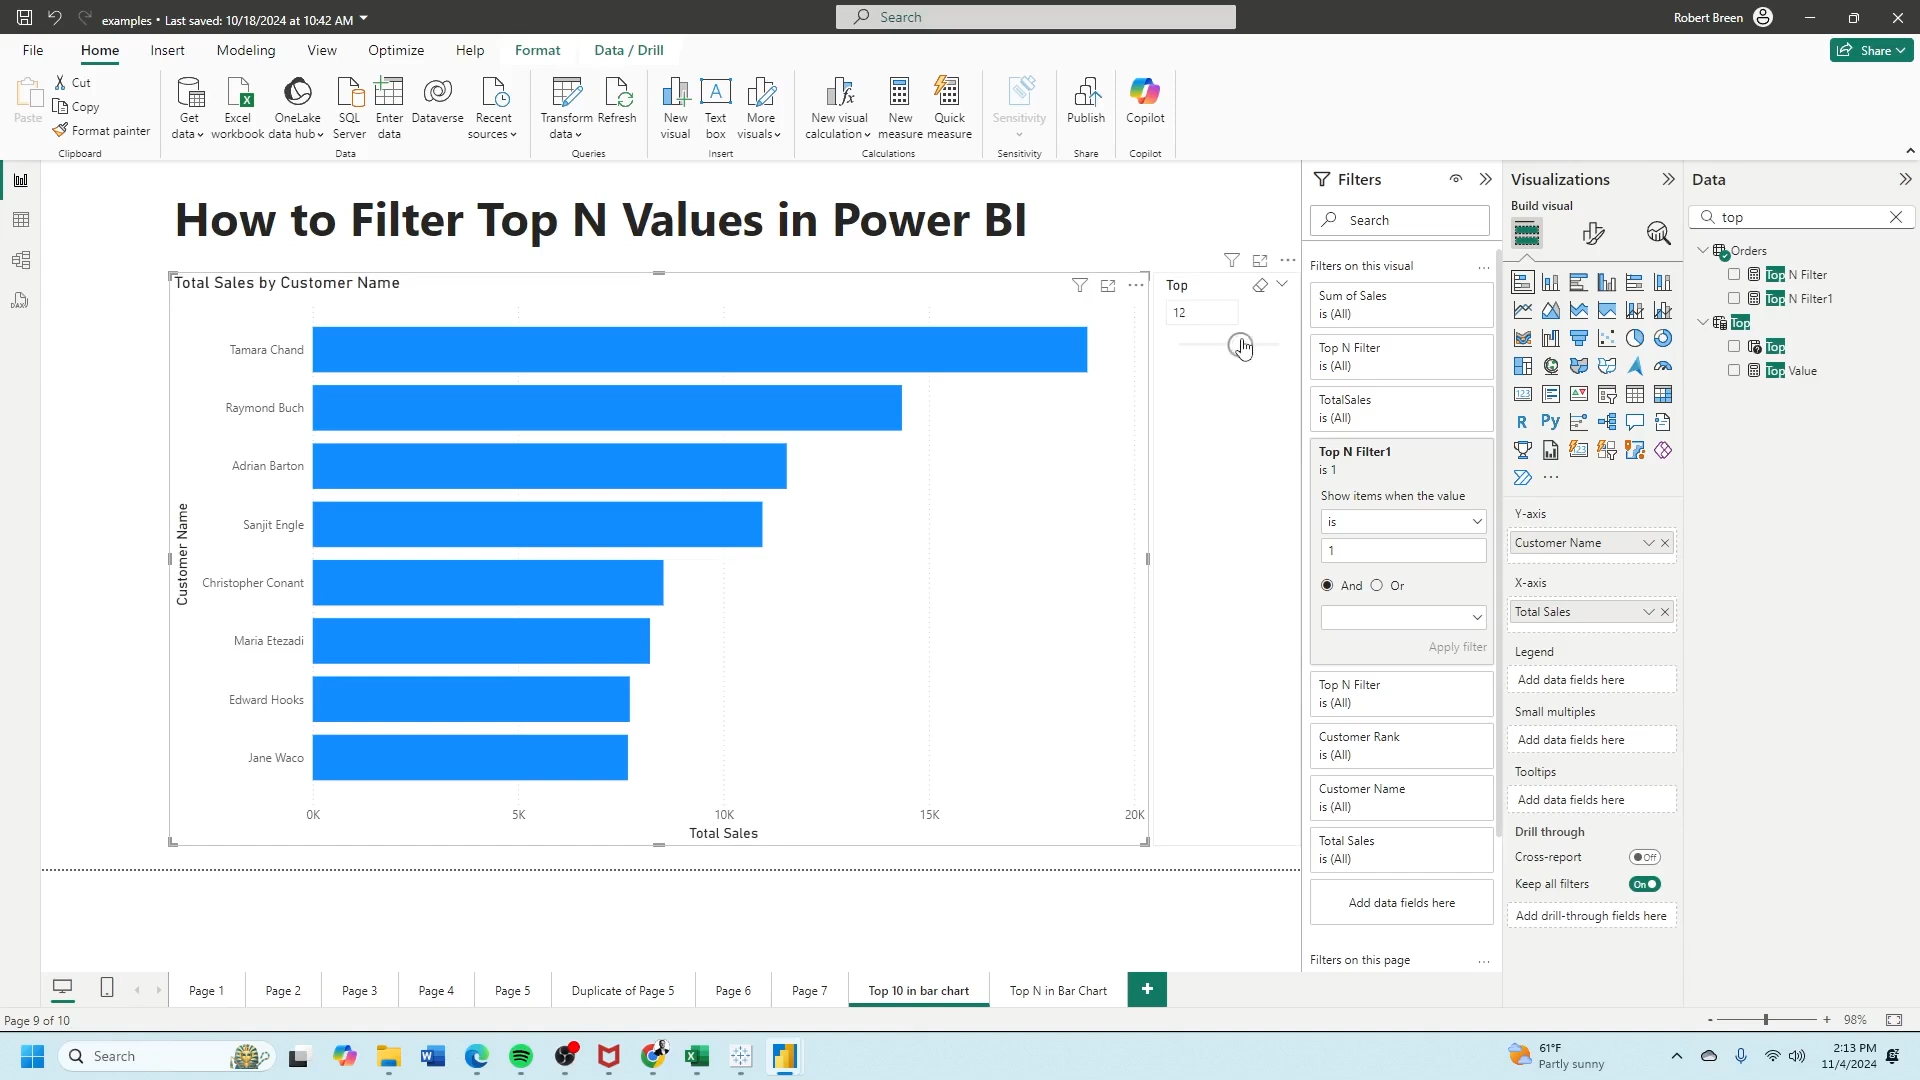 examples • Last saved: 10/18/2024 at 10:42 AM
Search
Robert Breen
File
Home
Insert
Modeling
View
Optimize
Help
Format
Data / Drill
Share
Paste
Cut
Copy
Format painter
Clipboard
Get data
Excel workbook
OneLake data hub
SQL Server
Enter data
Dataverse
Recent sources
Data
Transform data
Refresh
Queries
New visual
Text box
More visuals
Insert
New visual calculation
New measure
Quick measure
Calculations
Sensitivity
Sensitivity
Publish
Share
Copilot
Copilot
How to Filter Top N Values in Power BI
Total Sales by Customer Name
Customer Name
Tamara Chand
Raymond Buch
Adrian Barton
Sanjit Engle
Christopher Conant
Maria Etezadi
Edward Hooks
Jane Waco
0K
5K
10K
15K
20K
Total Sales
Top
12
Filters
Search
Filters on this visual
Sum of Sales
is (All)
Top N Filter
is (All)
TotalSales
is (All)
Top N Filter1
is 1
Show items when the value
is
1
And
Or
Apply filter
Top N Filter
is (All)
Customer Rank
is (All)
Customer Name
is (All)
Total Sales
is (All)
Add data fields here
Filters on this page
Visualizations
Build visual
123
R
Py
Y-axis
Customer Name
X-axis
Total Sales
Legend
Add data fields here
Small multiples
Add data fields here
Tooltips
Add data fields here
Drill through
Cross-report
Off
Keep all filters
On
Add drill-through fields here
Data
top
Orders
Top N Filter
Top N Filter1
Top
Top
Top Value
Page 1
Page 2
Page 3
Page 4
Page 5
Duplicate of Page 5
Page 6
Page 7
Top 10 in bar chart
Top N in Bar Chart
Page 9 of 10
98%
Search
61°F
Partly sunny
2:13 PM
11/4/2024